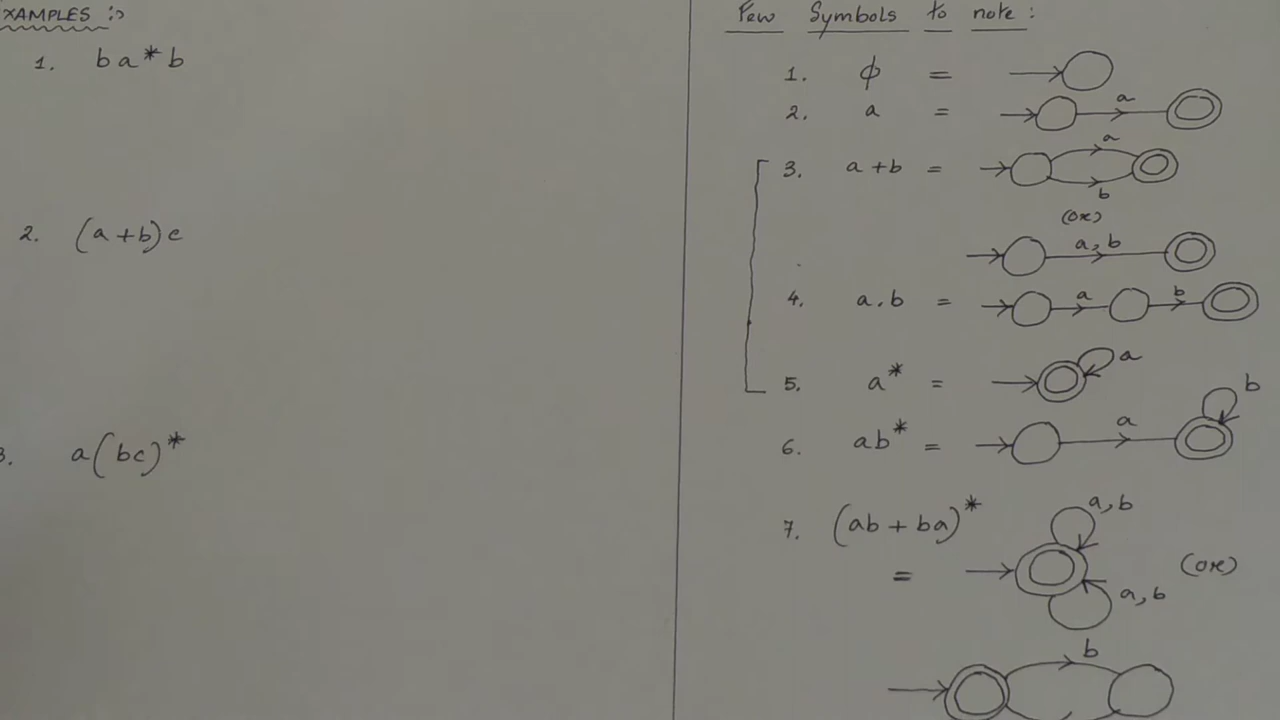 XAMPLES :>
1. ba*b
2. (a+b)c
3. a(bc)*
Few Symbols to note :
1. ϕ =
2. a = a
3. a+b = a
b
(or)
a, b
4. a.b = a b
5. a* = a
6. ab* = a b
7. (ab + ba)* a, b
= (or)
a, b
b